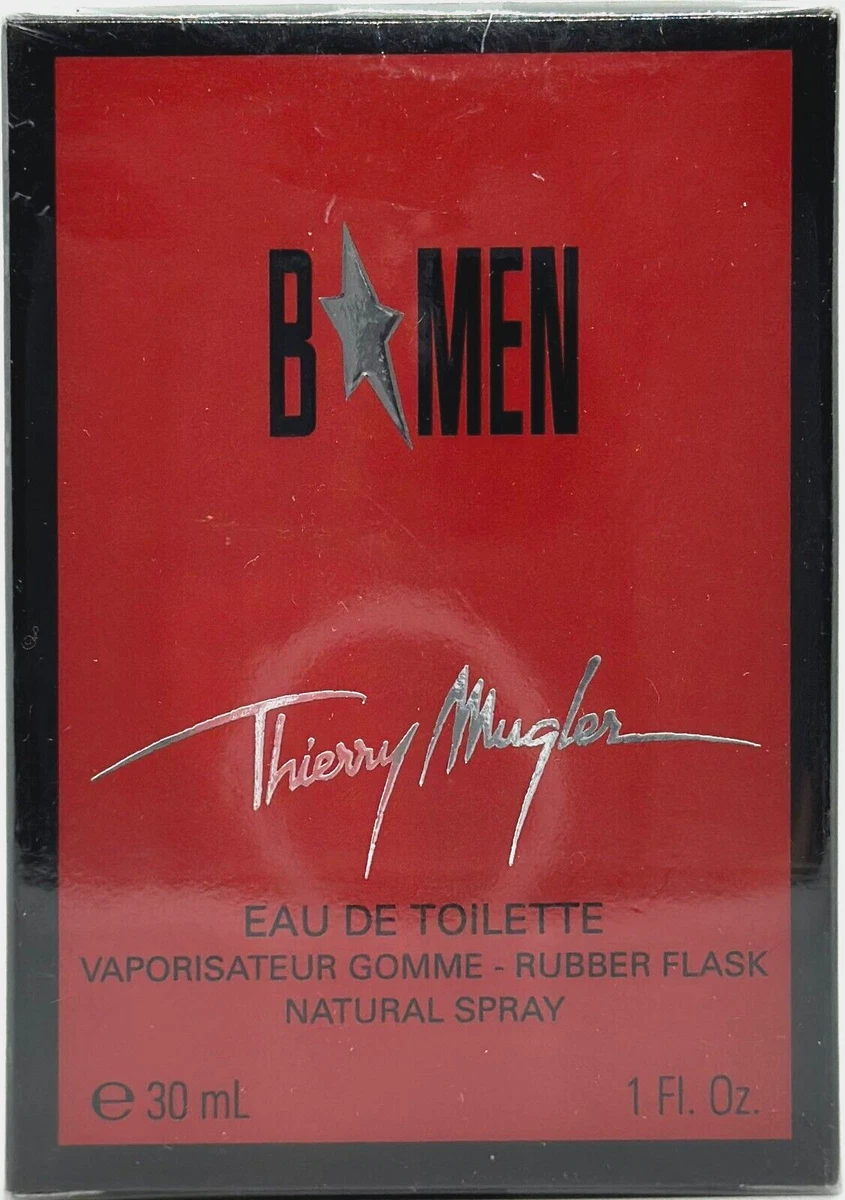 B★MEN
Thierry Mugler
EAU DE TOILETTE
VAPORISATEUR GOMME - RUBBER FLASK
NATURAL SPRAY
℮ 30 mL 1 Fl. Oz.